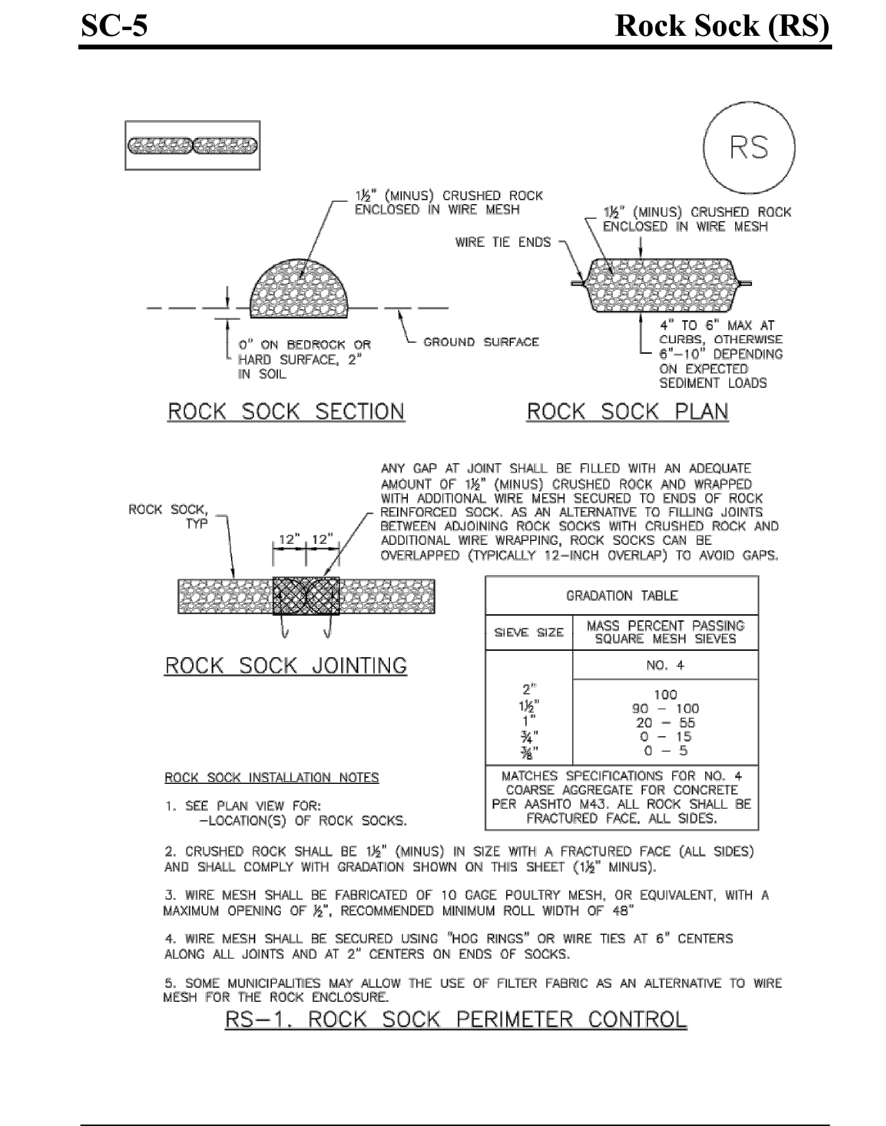 SC-5 Rock Sock (RS)
RS
1½" (MINUS) CRUSHED ROCK
ENCLOSED IN WIRE MESH
1½" (MINUS) CRUSHED ROCK
ENCLOSED IN WIRE MESH
WIRE TIE ENDS
GROUND SURFACE
0" ON BEDROCK OR
HARD SURFACE, 2"
IN SOIL
4" TO 6" MAX AT
CURBS, OTHERWISE
6"-10" DEPENDING
ON EXPECTED
SEDIMENT LOADS
ROCK SOCK SECTION
ROCK SOCK PLAN
ANY GAP AT JOINT SHALL BE FILLED WITH AN ADEQUATE
AMOUNT OF 1½" (MINUS) CRUSHED ROCK AND WRAPPED
WITH ADDITIONAL WIRE MESH SECURED TO ENDS OF ROCK
REINFORCED SOCK. AS AN ALTERNATIVE TO FILLING JOINTS
BETWEEN ADJOINING ROCK SOCKS WITH CRUSHED ROCK AND
ADDITIONAL WIRE WRAPPING, ROCK SOCKS CAN BE
OVERLAPPED (TYPICALLY 12-INCH OVERLAP) TO AVOID GAPS.
ROCK SOCK,
TYP
12" 12"
ROCK SOCK JOINTING
GRADATION TABLE
SIEVE SIZE
MASS PERCENT PASSING
SQUARE MESH SIEVES
NO. 4
2" 100
1½" 90 - 100
1" 20 - 55
¾" 0 - 15
⅜" 0 - 5
MATCHES SPECIFICATIONS FOR NO. 4
COARSE AGGREGATE FOR CONCRETE
PER AASHTO M43. ALL ROCK SHALL BE
FRACTURED FACE, ALL SIDES.
ROCK SOCK INSTALLATION NOTES
1. SEE PLAN VIEW FOR:
-LOCATION(S) OF ROCK SOCKS.
2. CRUSHED ROCK SHALL BE 1½" (MINUS) IN SIZE WITH A FRACTURED FACE (ALL SIDES)
AND SHALL COMPLY WITH GRADATION SHOWN ON THIS SHEET (1½" MINUS).
3. WIRE MESH SHALL BE FABRICATED OF 10 GAGE POULTRY MESH, OR EQUIVALENT, WITH A
MAXIMUM OPENING OF ½", RECOMMENDED MINIMUM ROLL WIDTH OF 48"
4. WIRE MESH SHALL BE SECURED USING "HOG RINGS" OR WIRE TIES AT 6" CENTERS
ALONG ALL JOINTS AND AT 2" CENTERS ON ENDS OF SOCKS.
5. SOME MUNICIPALITIES MAY ALLOW THE USE OF FILTER FABRIC AS AN ALTERNATIVE TO WIRE
MESH FOR THE ROCK ENCLOSURE.
RS-1. ROCK SOCK PERIMETER CONTROL